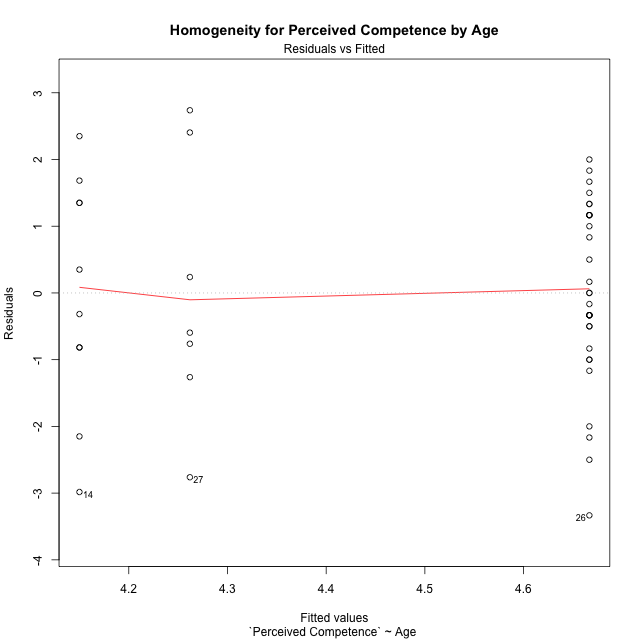 Homogeneity for Perceived Competence by Age
Residuals vs Fitted
3
2
1
0
-1
-2
-3
-4
Residuals
14
27
26
4.2 4.3 4.4 4.5 4.6
Fitted values
`Perceived Competence` ~ Age